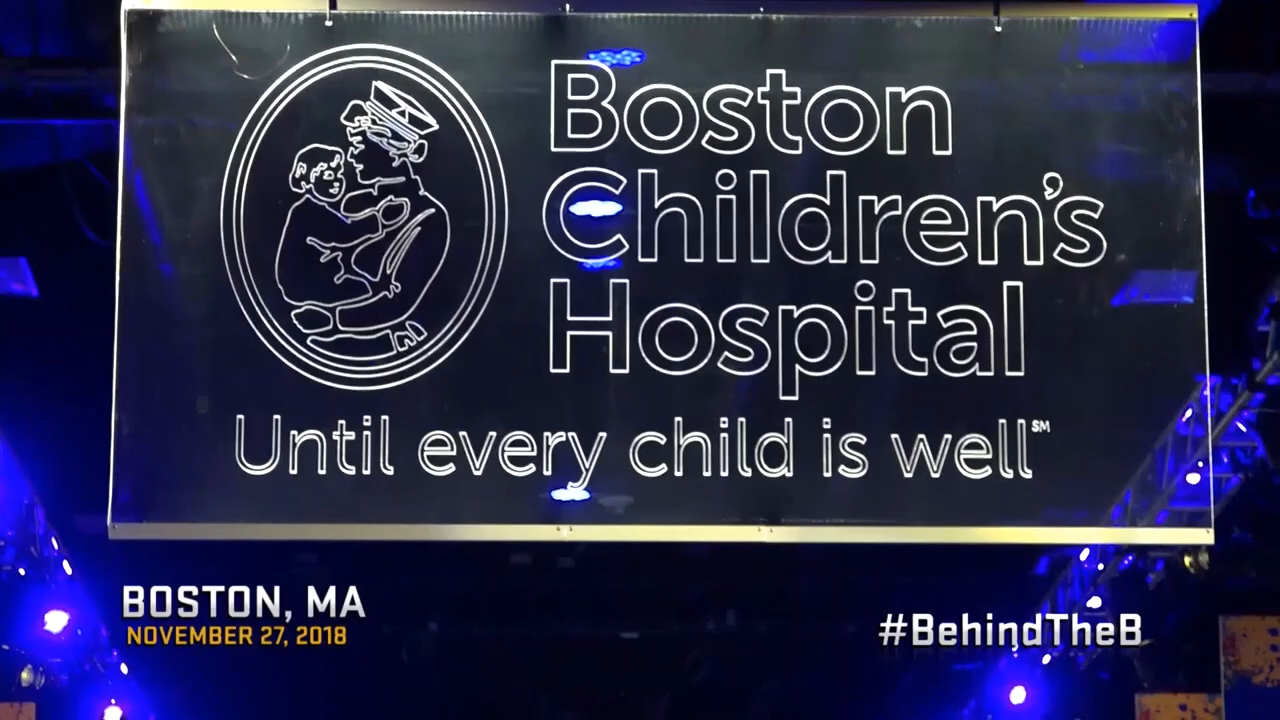 Boston
Children's
Hospital
Until every child is well℠
BOSTON, MA
NOVEMBER 27, 2018
#BehindTheB